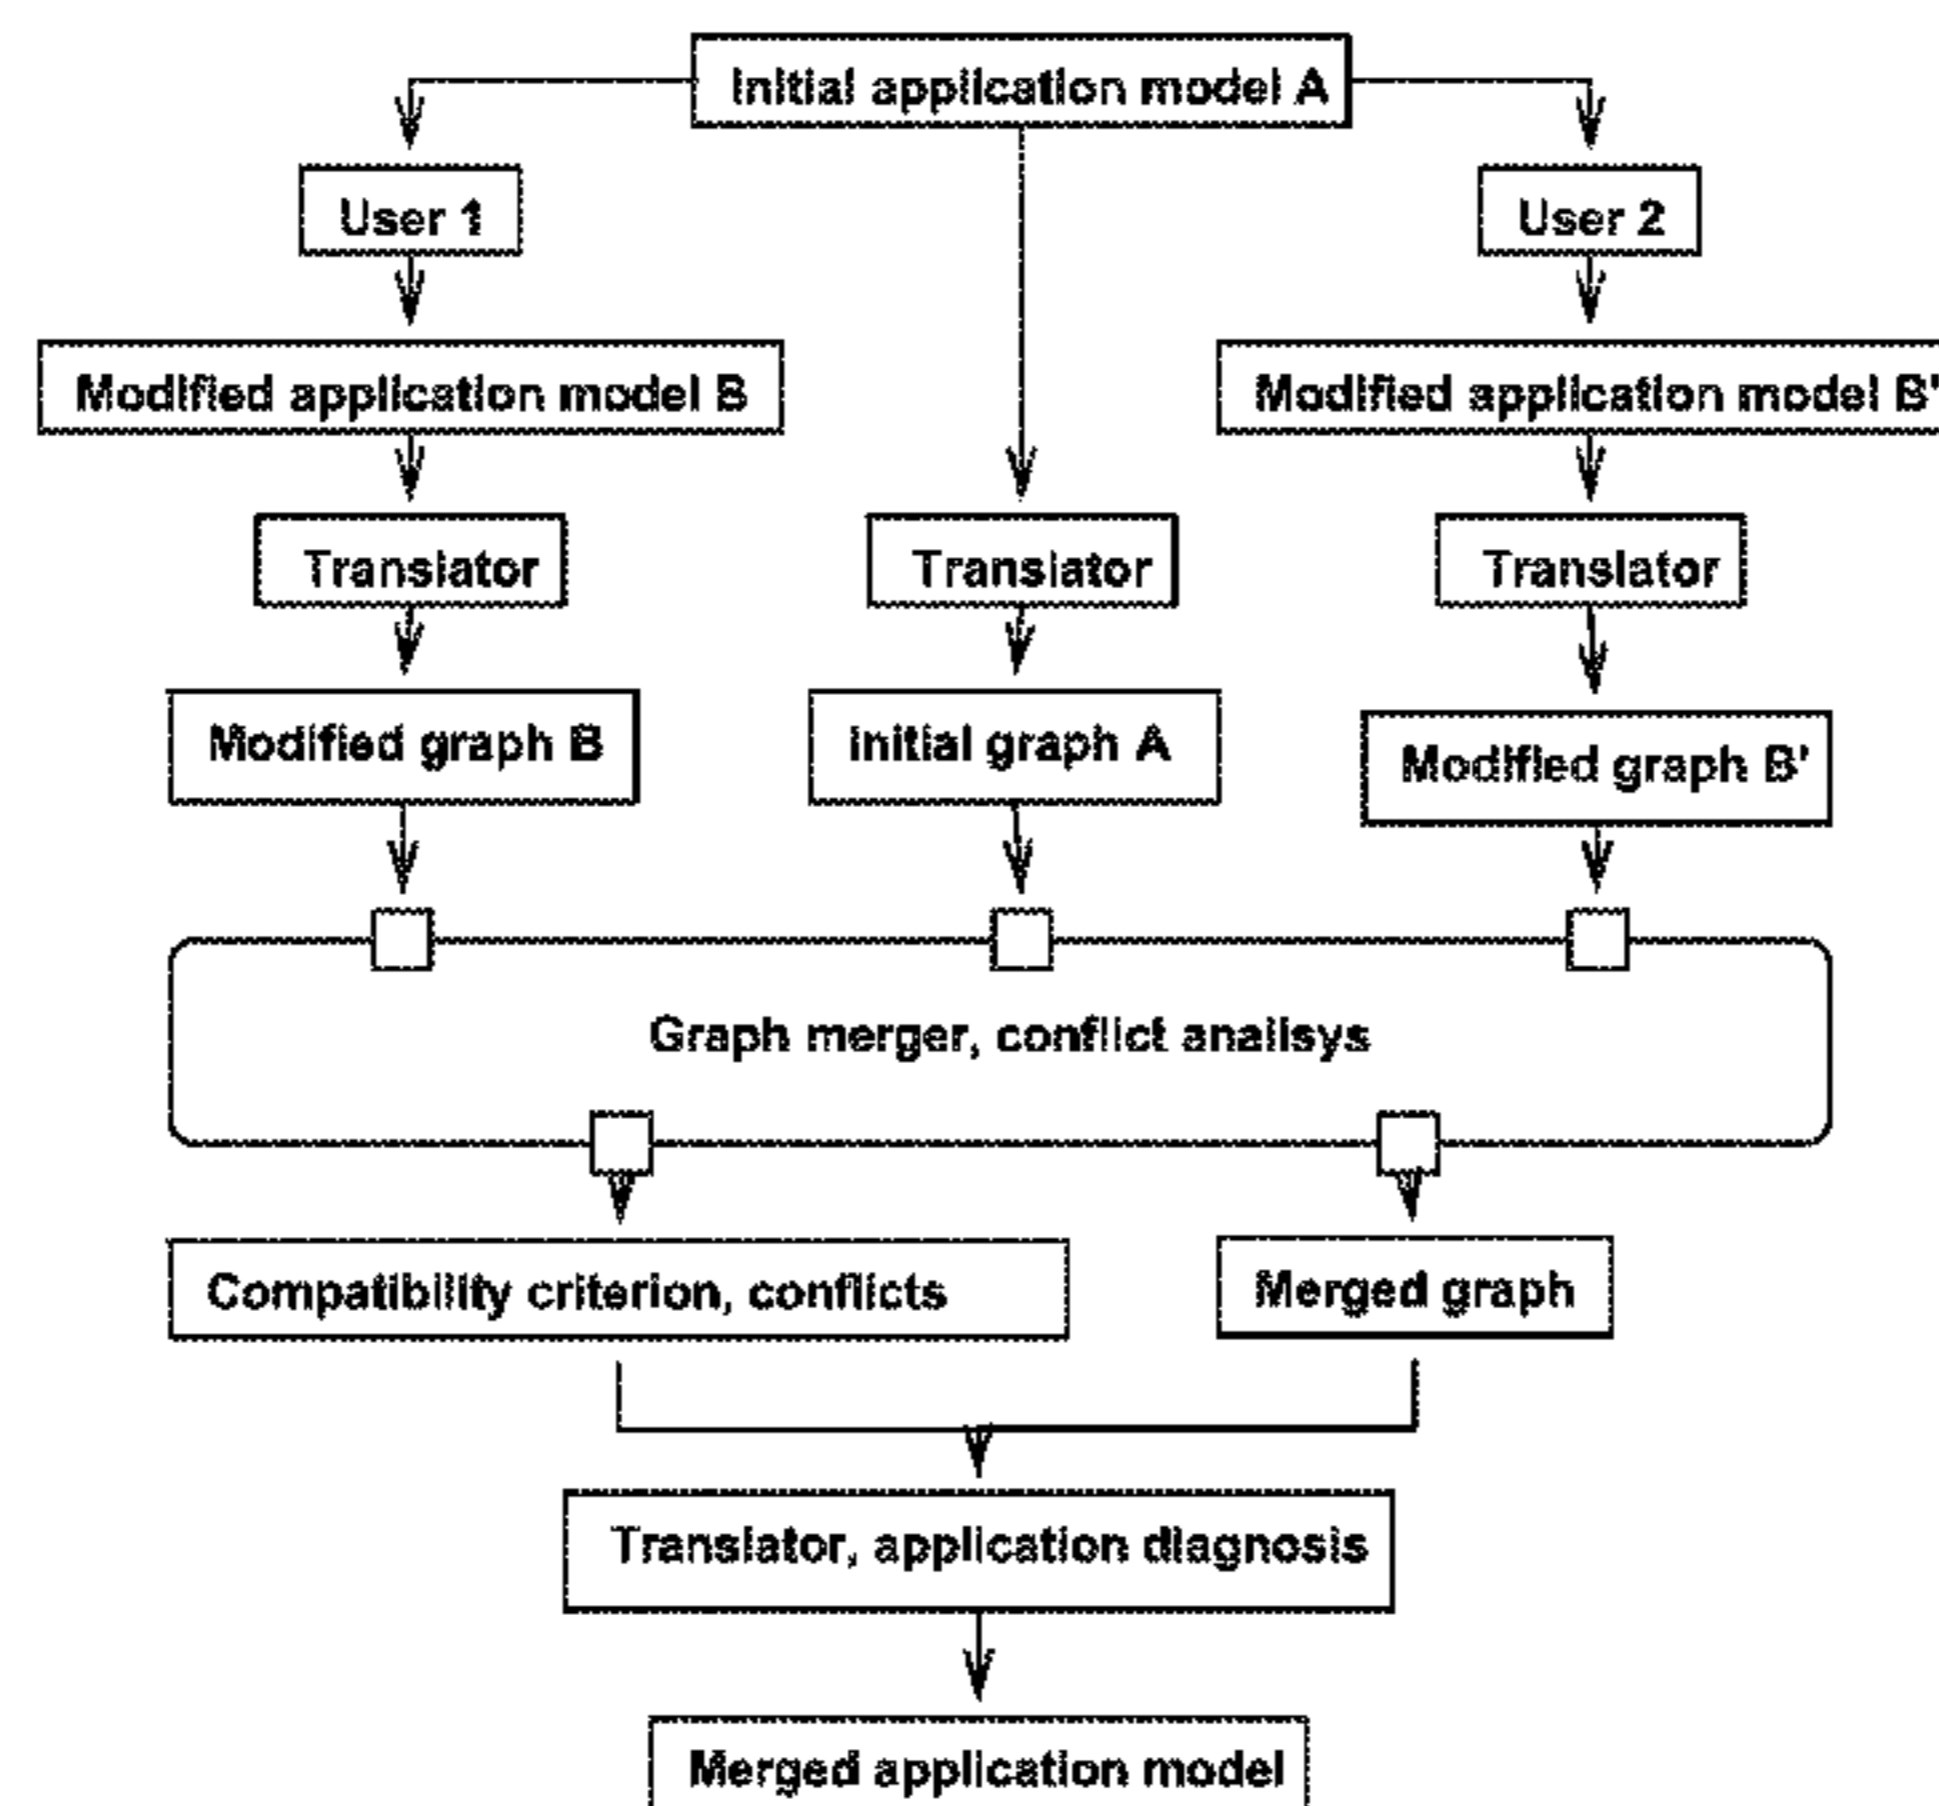 Initial application model A
User 1
User 2
Modified application model B
Modified application model B'
Translator
Translator
Translator
Modified graph B
Initial graph A
Modified graph B'
Graph merger, conflict analisys
Compatibility criterion, conflicts
Merged graph
Translator, application diagnosis
Merged application model